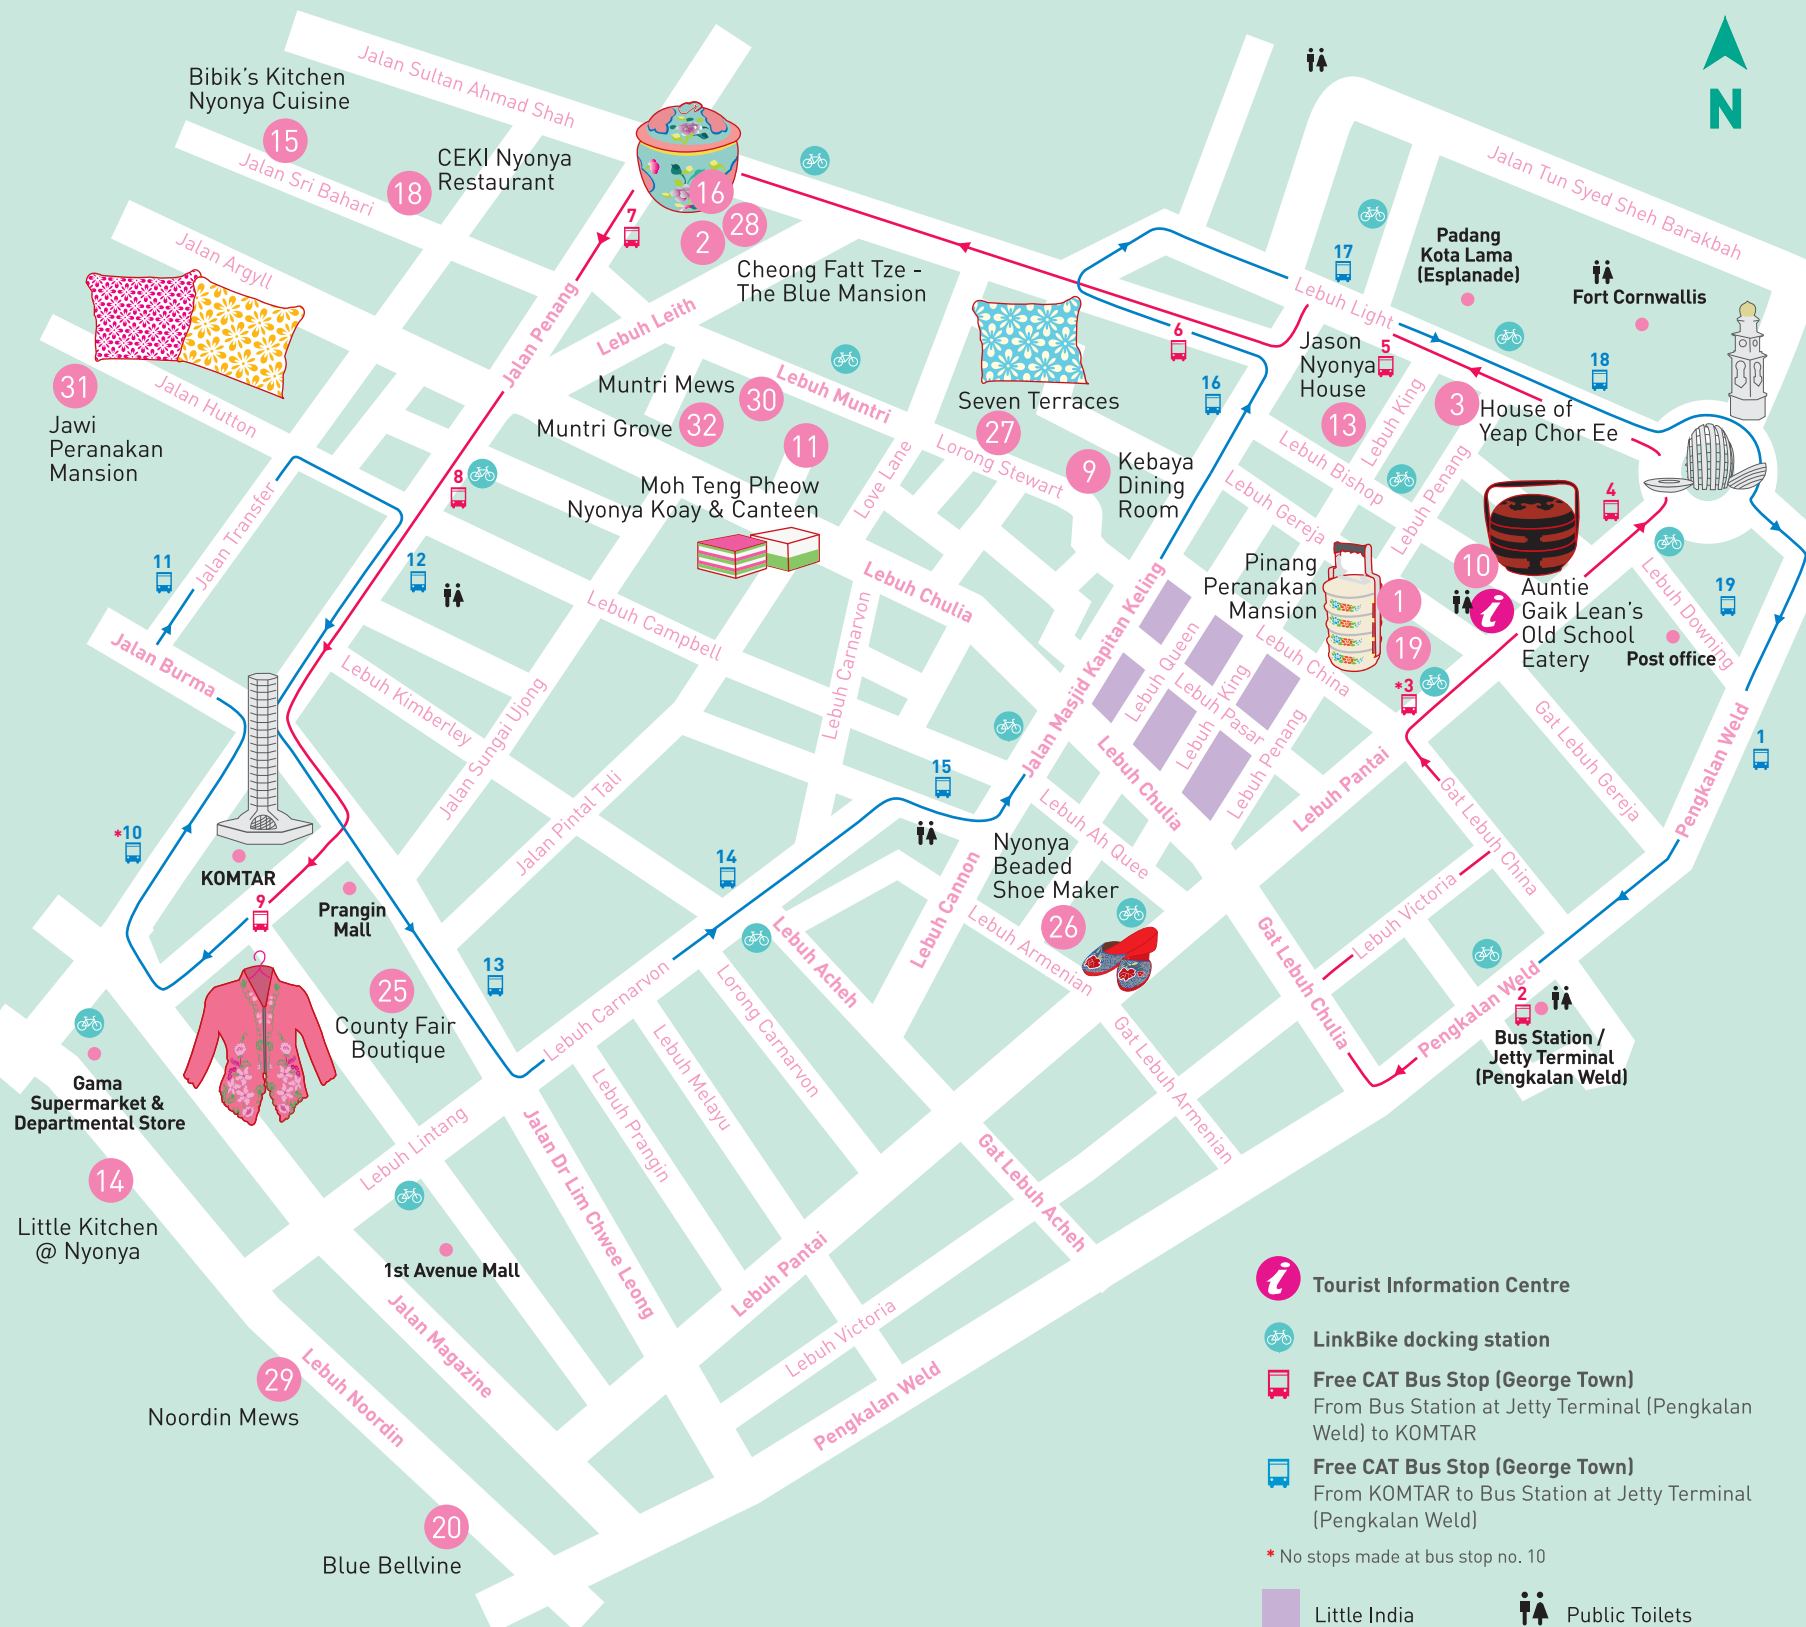 Jalan Sultan Ahmad Shah
Bibik's Kitchen
Nyonya Cuisine
15
Jalan Sri Bahari
18
CEKI Nyonya
Restaurant
16
28
2
7
Cheong Fatt Tze -
The Blue Mansion
N
Jalan Tun Syed Sheh Barakbah
17
Padang
Kota Lama
(Esplanade)
Fort Cornwallis
Jalan Argyll
Lebuh Leith
Jalan Penang
Lebuh Light
6
5
18
31
Jawi
Peranakan
Mansion
Jalan Hutton
Muntri Mews
30
Lebuh Muntri
Muntri Grove
32
11
Seven Terraces
27
16
Jason
Nyonya
House
13
Lebuh King
3
House of
Yeap Chor Ee
Moh Teng Pheow
Nyonya Koay & Canteen
Love Lane
Lorong Stewart
9
Kebaya
Dining
Room
Lebuh Bishop
Lebuh Gereja
Lebuh Penang
4
8
Jalan Transfer
11
12
Lebuh Chulia
Pinang
Peranakan
Mansion
1
19
10
Auntie
Gaik Lean's
Old School
Eatery
Lebuh Downing
19
Post office
Jalan Burma
Lebuh Campbell
Lebuh Carnarvon
Jalan Masjid Kapitan Keling
Lebuh Queen
Lebuh King
Lebuh Pasar
Lebuh Penang
Lebuh China
*3
Lebuh Kimberley
Jalan Sungai Ujong
Gat Lebuh Gereja
Pengkalan Weld
1
Lebuh Chulia
Lebuh Pantai
Gat Lebuh China
Jalan Pintal Tali
15
*10
KOMTAR
9
Prangin
Mall
14
Nyonya
Beaded
Shoe Maker
26
Lebuh Ah Quee
Lebuh Cannon
Lebuh Armenian
Lebuh Victoria
Gat Lebuh Chulia
13
25
County Fair
Boutique
Lebuh Acheh
Lebuh Carnarvon
Lorong Carnarvon
Pengkalan Weld
2
Bus Station /
Jetty Terminal
(Pengkalan Weld)
Gama
Supermarket &
Departmental Store
14
Little Kitchen
@ Nyonya
Lebuh Lintang
Lebuh Melayu
Lebuh Prangin
Gat Lebuh Armenian
Gat Lebuh Acheh
Jalan Dr Lim Chwee Leong
1st Avenue Mall
Lebuh Pantai
Jalan Magazine
Lebuh Victoria
29
Noordin Mews
Lebuh Noordin
Pengkalan Weld
20
Blue Bellvine
Tourist Information Centre
LinkBike docking station
Free CAT Bus Stop (George Town)
From Bus Station at Jetty Terminal (Pengkalan
Weld) to KOMTAR
Free CAT Bus Stop (George Town)
From KOMTAR to Bus Station at Jetty Terminal
(Pengkalan Weld)
* No stops made at bus stop no. 10
Little India
Public Toilets